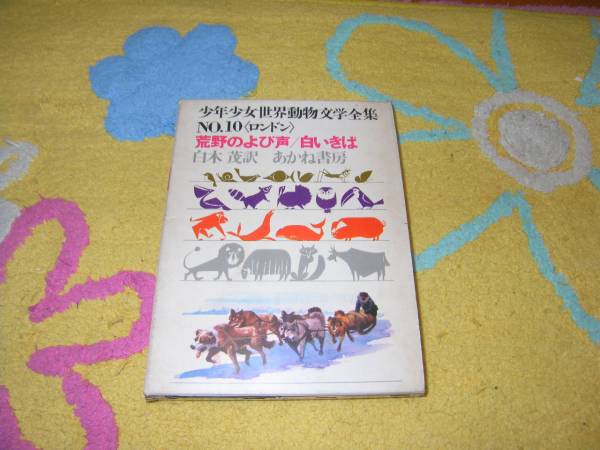 少年少女世界動物文学全集
NO.10〈ロンドン〉
荒野のよび声/白いきば
白木 茂訳 あかね書房